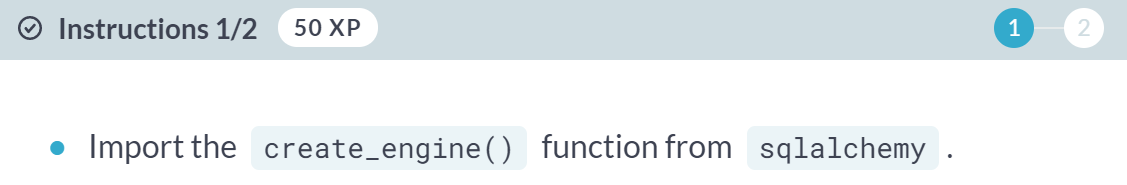 Instructions 1/2 50 XP 1 2
Import the create_engine() function from sqlalchemy .